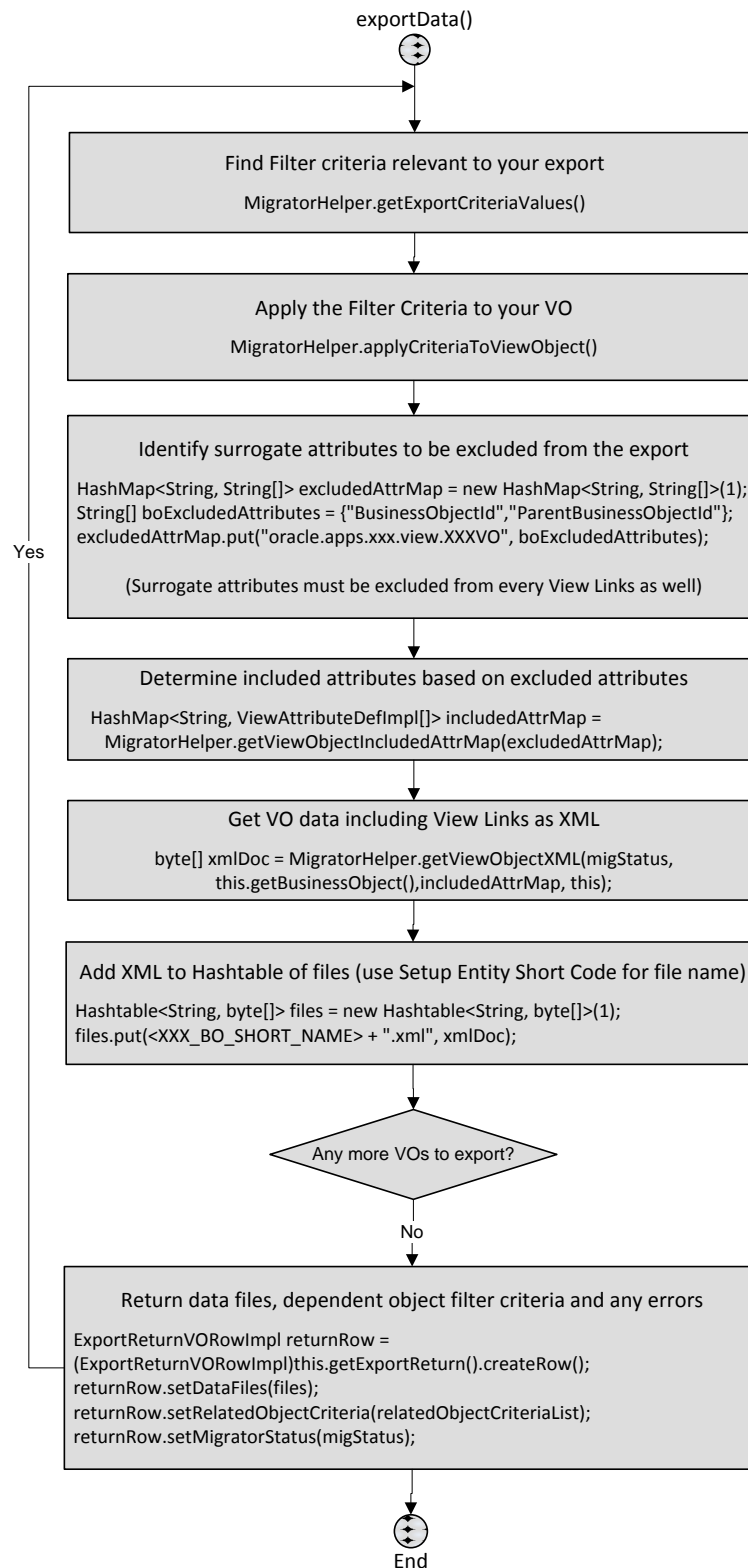 exportData()
Find Filter criteria relevant to your export
MigratorHelper.getExportCriteriaValues()
Apply the Filter Criteria to your VO
MigratorHelper.applyCriteriaToViewObject()
Identify surrogate attributes to be excluded from the export
HashMap<String, String[]> excludedAttrMap = new HashMap<String, String[]>(1);
String[] boExcludedAttributes = {"BusinessObjectId","ParentBusinessObjectId"};
excludedAttrMap.put("oracle.apps.xxx.view.XXXVO", boExcludedAttributes);
Yes
(Surrogate attributes must be excluded from every View Links as well)
Determine included attributes based on excluded attributes
HashMap<String, ViewAttributeDefImpl[]> includedAttrMap =
MigratorHelper.getViewObjectIncludedAttrMap(excludedAttrMap);
Get VO data including View Links as XML
byte[] xmlDoc = MigratorHelper.getViewObjectXML(migStatus,
this.getBusinessObject(),includedAttrMap, this);
Add XML to Hashtable of files (use Setup Entity Short Code for file name)
Hashtable<String, byte[]> files = new Hashtable<String, byte[]>(1);
files.put(<XXX_BO_SHORT_NAME> + ".xml", xmlDoc);
Any more VOs to export?
No
Return data files, dependent object filter criteria and any errors
ExportReturnVORowImpl returnRow =
(ExportReturnVORowImpl)this.getExportReturn().createRow();
returnRow.setDataFiles(files);
returnRow.setRelatedObjectCriteria(relatedObjectCriteriaList);
returnRow.setMigratorStatus(migStatus);
End